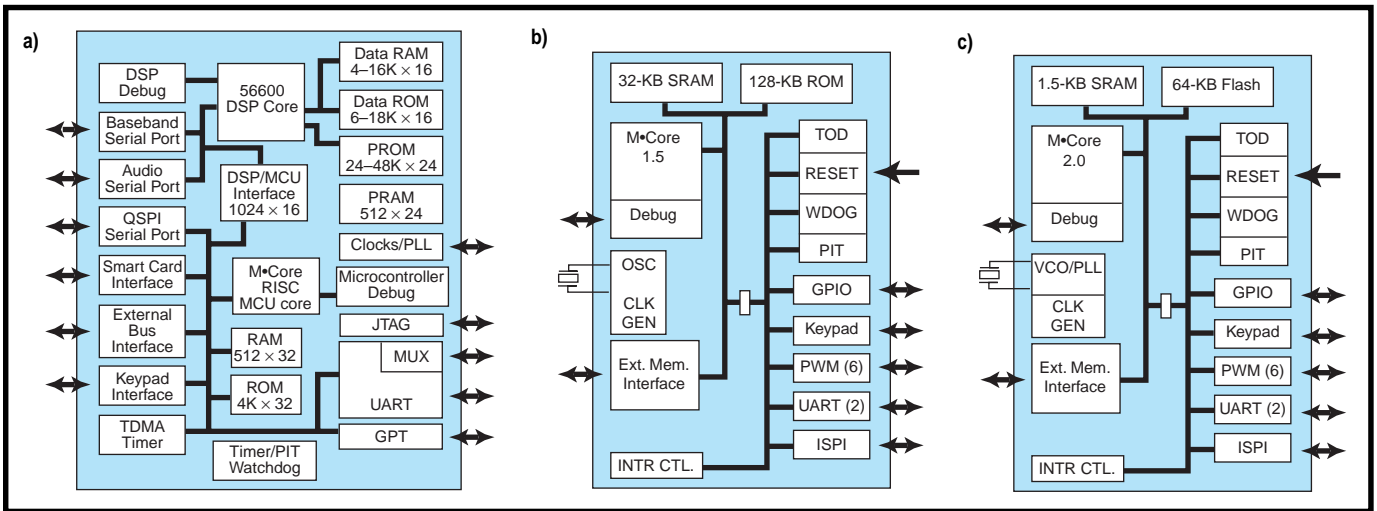 a)
DSP
Debug
Baseband
Serial Port
Audio
Serial Port
QSPI
Serial Port
Smart Card
Interface
External
Bus
Interface
Keypad
Interface
TDMA
Timer
56600
DSP Core
DSP/MCU
Interface
1024 × 16
M•Core
RISC
MCU core
RAM
512 × 32
ROM
4K × 32
Timer/PIT
Watchdog
Data RAM
4–16K × 16
Data ROM
6–18K × 16
PROM
24–48K × 24
PRAM
512 × 24
Clocks/PLL
Microcontroller
Debug
JTAG
MUX
UART
GPT
b)
32-KB SRAM
128-KB ROM
M•Core
1.5
Debug
OSC
CLK
GEN
Ext. Mem.
Interface
INTR CTL.
TOD
RESET
WDOG
PIT
GPIO
Keypad
PWM (6)
UART (2)
ISPI
c)
1.5-KB SRAM
64-KB Flash
M•Core
2.0
Debug
VCO/PLL
CLK
GEN
Ext. Mem.
Interface
INTR CTL.
TOD
RESET
WDOG
PIT
GPIO
Keypad
PWM (6)
UART (2)
ISPI